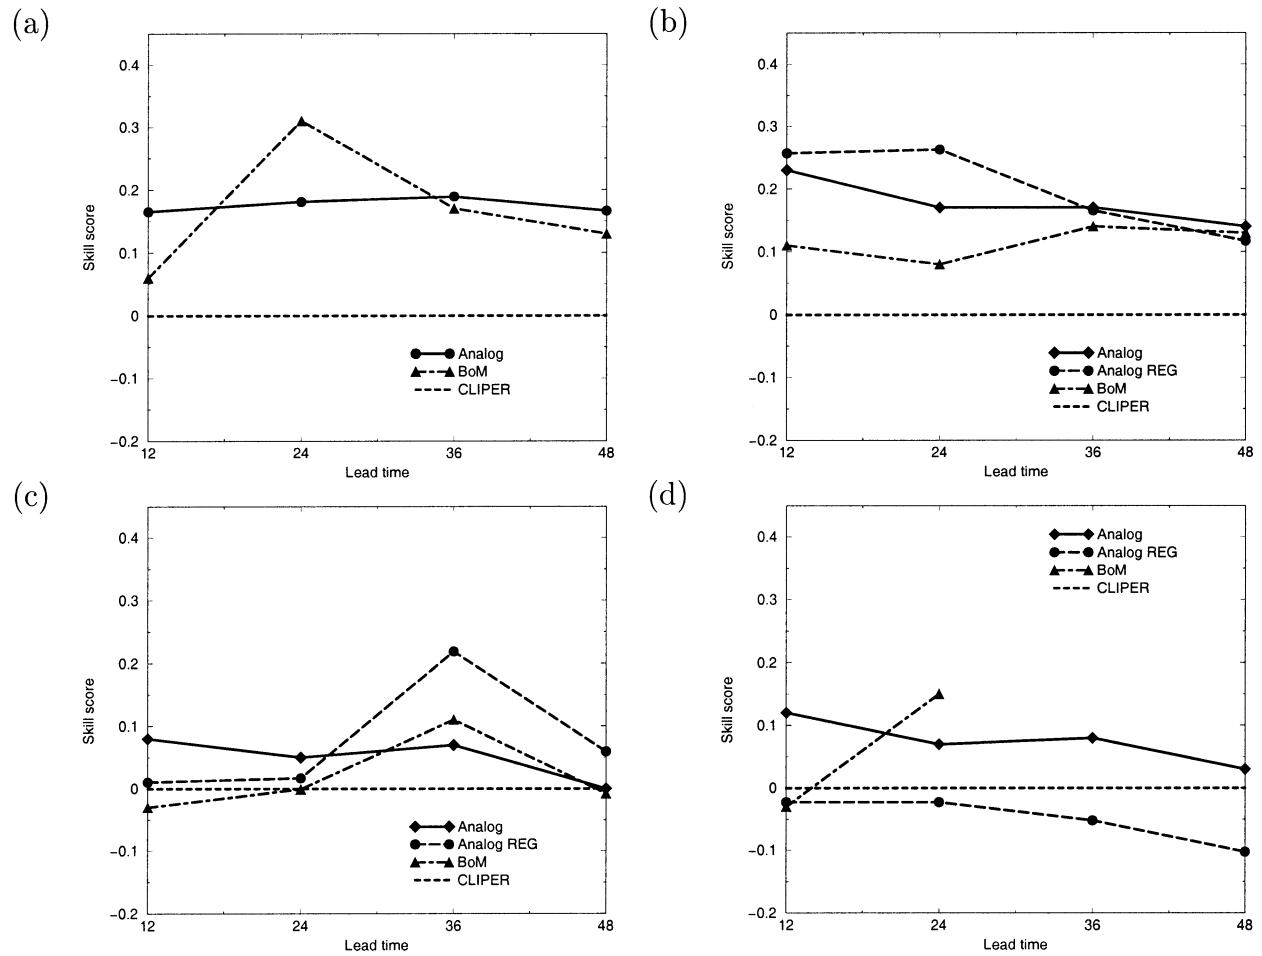 (a)
0.4
0.3
0.2
0.1
0
−0.1
−0.2
Skill score
12 24 36 48
Lead time
Analog
BoM
CLIPER
(b)
0.4
0.3
0.2
0.1
0
−0.1
−0.2
Skill score
12 24 36 48
Lead time
Analog
Analog REG
BoM
CLIPER
(c)
0.4
0.3
0.2
0.1
0
−0.1
−0.2
Skill score
12 24 36 48
Lead time
Analog
Analog REG
BoM
CLIPER
(d)
0.4
0.3
0.2
0.1
0
−0.1
−0.2
Skill score
12 24 36 48
Lead time
Analog
Analog REG
BoM
CLIPER